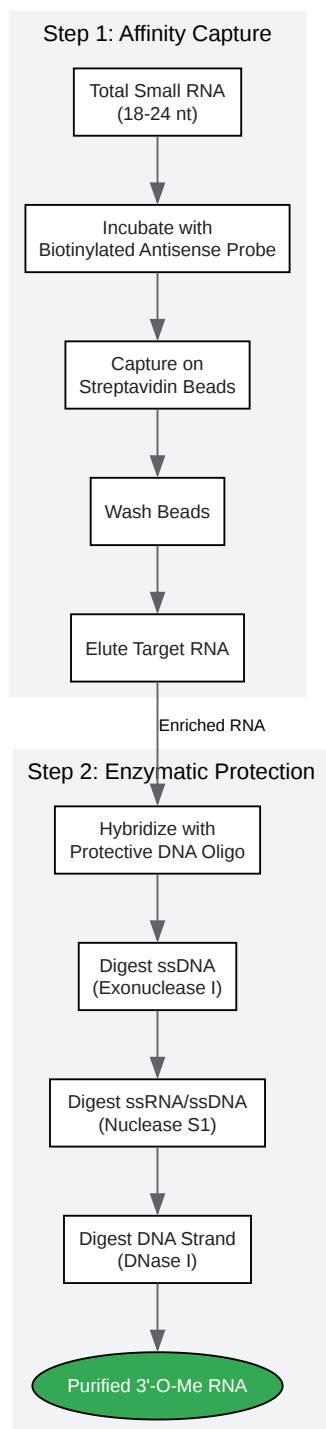 Step 1: Affinity Capture
Total Small RNA
(18-24 nt)
Incubate with
Biotinylated Antisense Probe
Capture on
Streptavidin Beads
Wash Beads
Elute Target RNA
Enriched RNA
Step 2: Enzymatic Protection
Hybridize with
Protective DNA Oligo
Digest ssDNA
(Exonuclease I)
Digest ssRNA/ssDNA
(Nuclease S1)
Digest DNA Strand
(DNase I)
Purified 3'-O-Me RNA